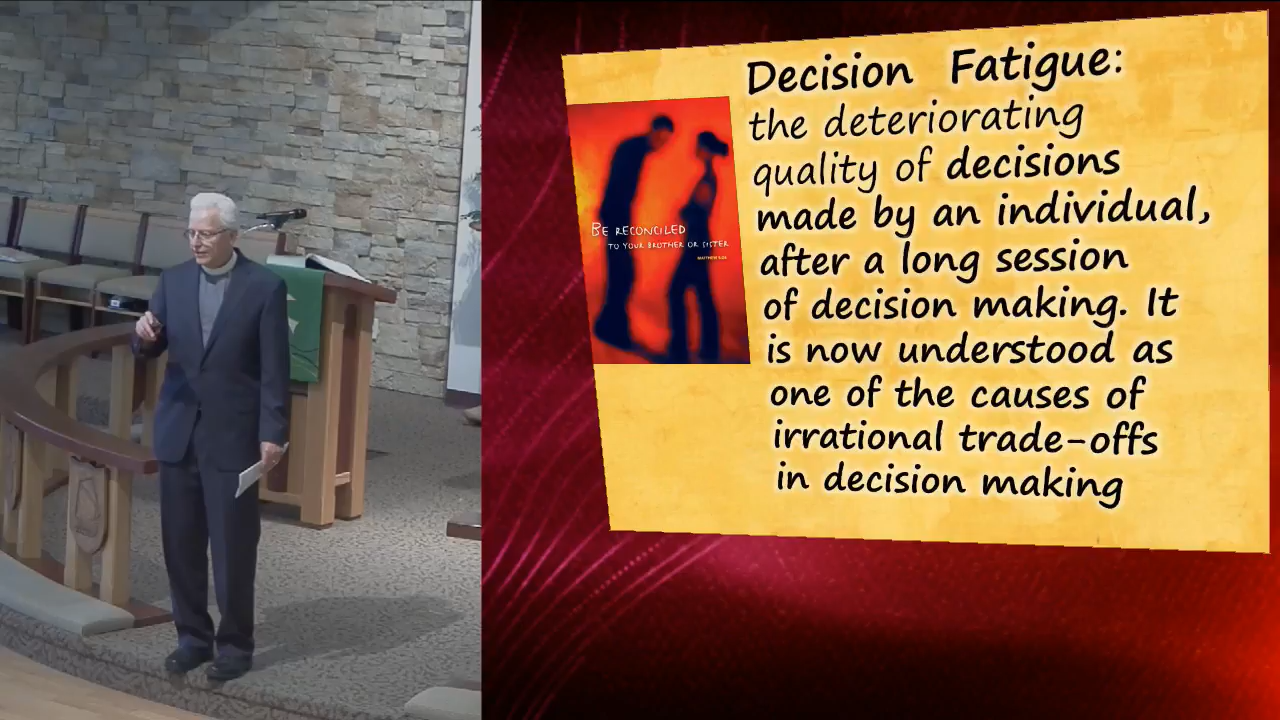 Decision Fatigue:
the deteriorating
quality of decisions
made by an individual,
after a long session
of decision making. It
is now understood as
one of the causes of
irrational trade-offs
in decision making
BE RECONCILED
TO YOUR BROTHER OR SISTER